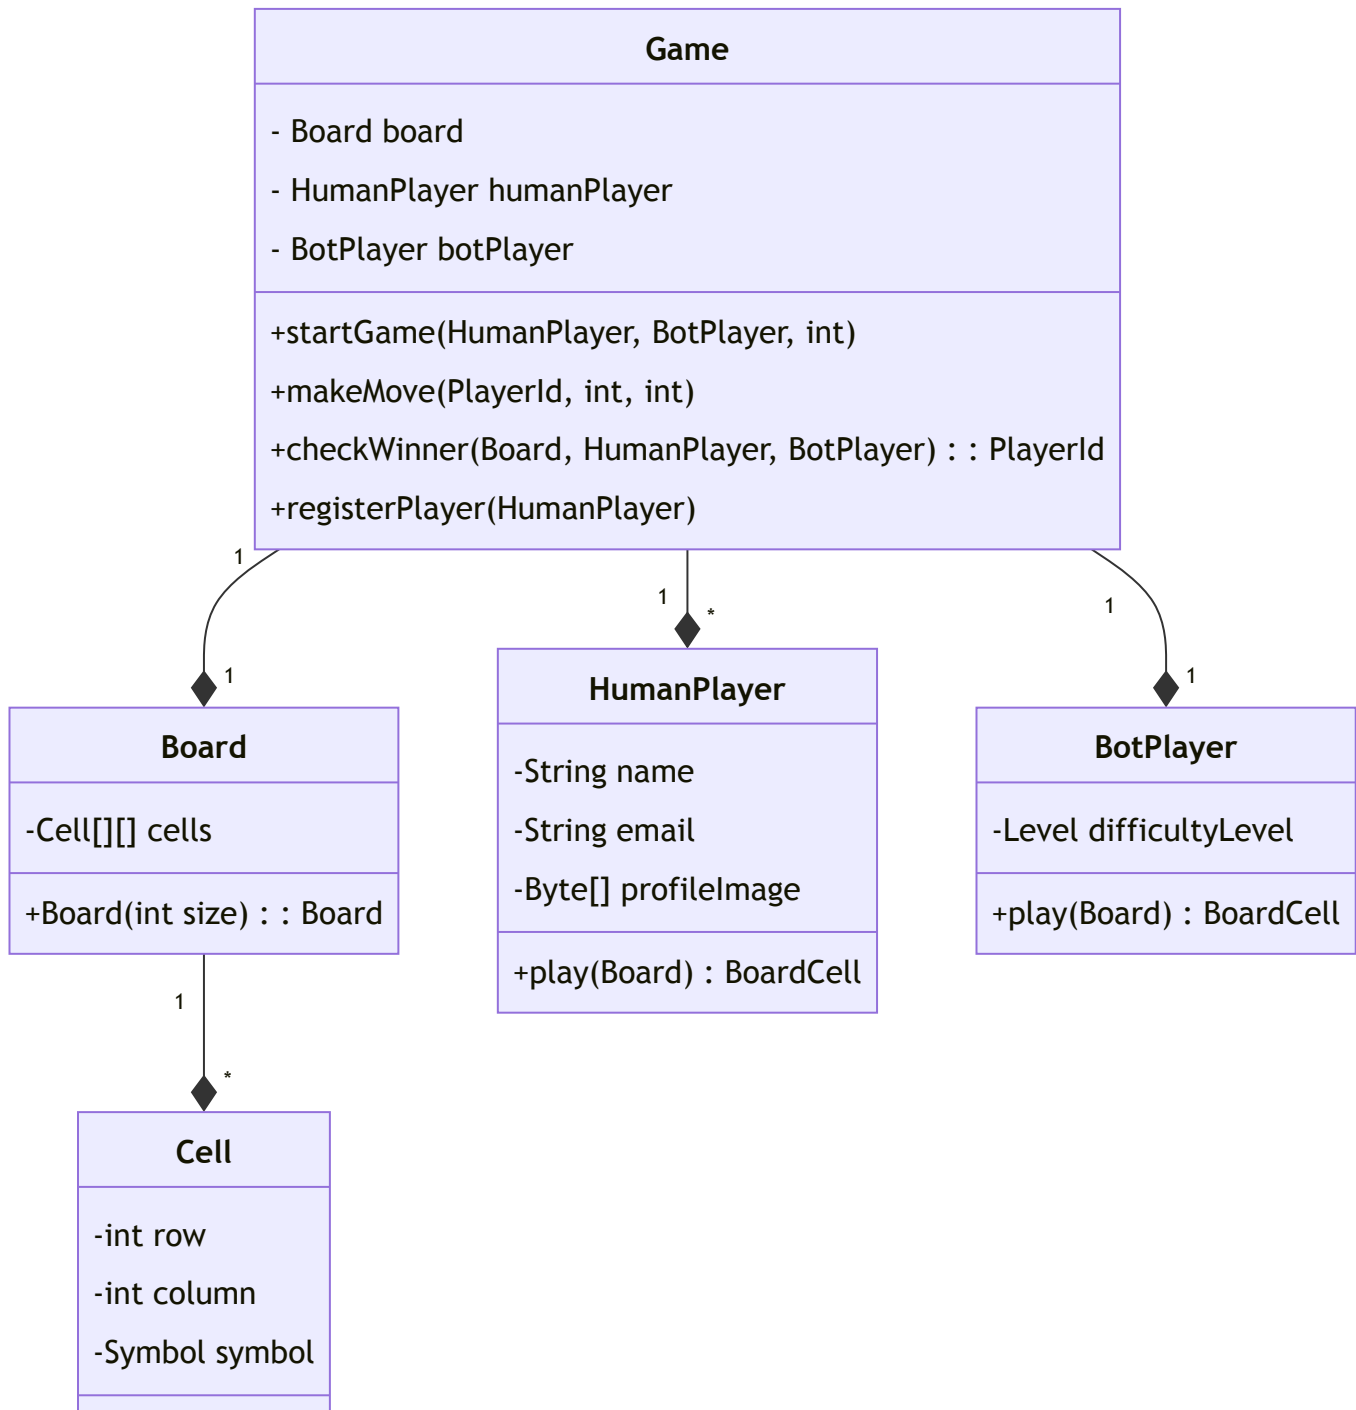 Game
- Board board
- HumanPlayer humanPlayer
- BotPlayer botPlayer
+startGame(HumanPlayer, BotPlayer, int)
+makeMove(PlayerId, int, int)
+checkWinner(Board, HumanPlayer, BotPlayer) : : PlayerId
+registerPlayer(HumanPlayer)
1
1
1
*
1
1
Board
-Cell[][] cells
+Board(int size) : : Board
HumanPlayer
-String name
-String email
-Byte[] profileImage
+play(Board) : BoardCell
BotPlayer
-Level difficultyLevel
+play(Board) : BoardCell
1
*
Cell
-int row
-int column
-Symbol symbol